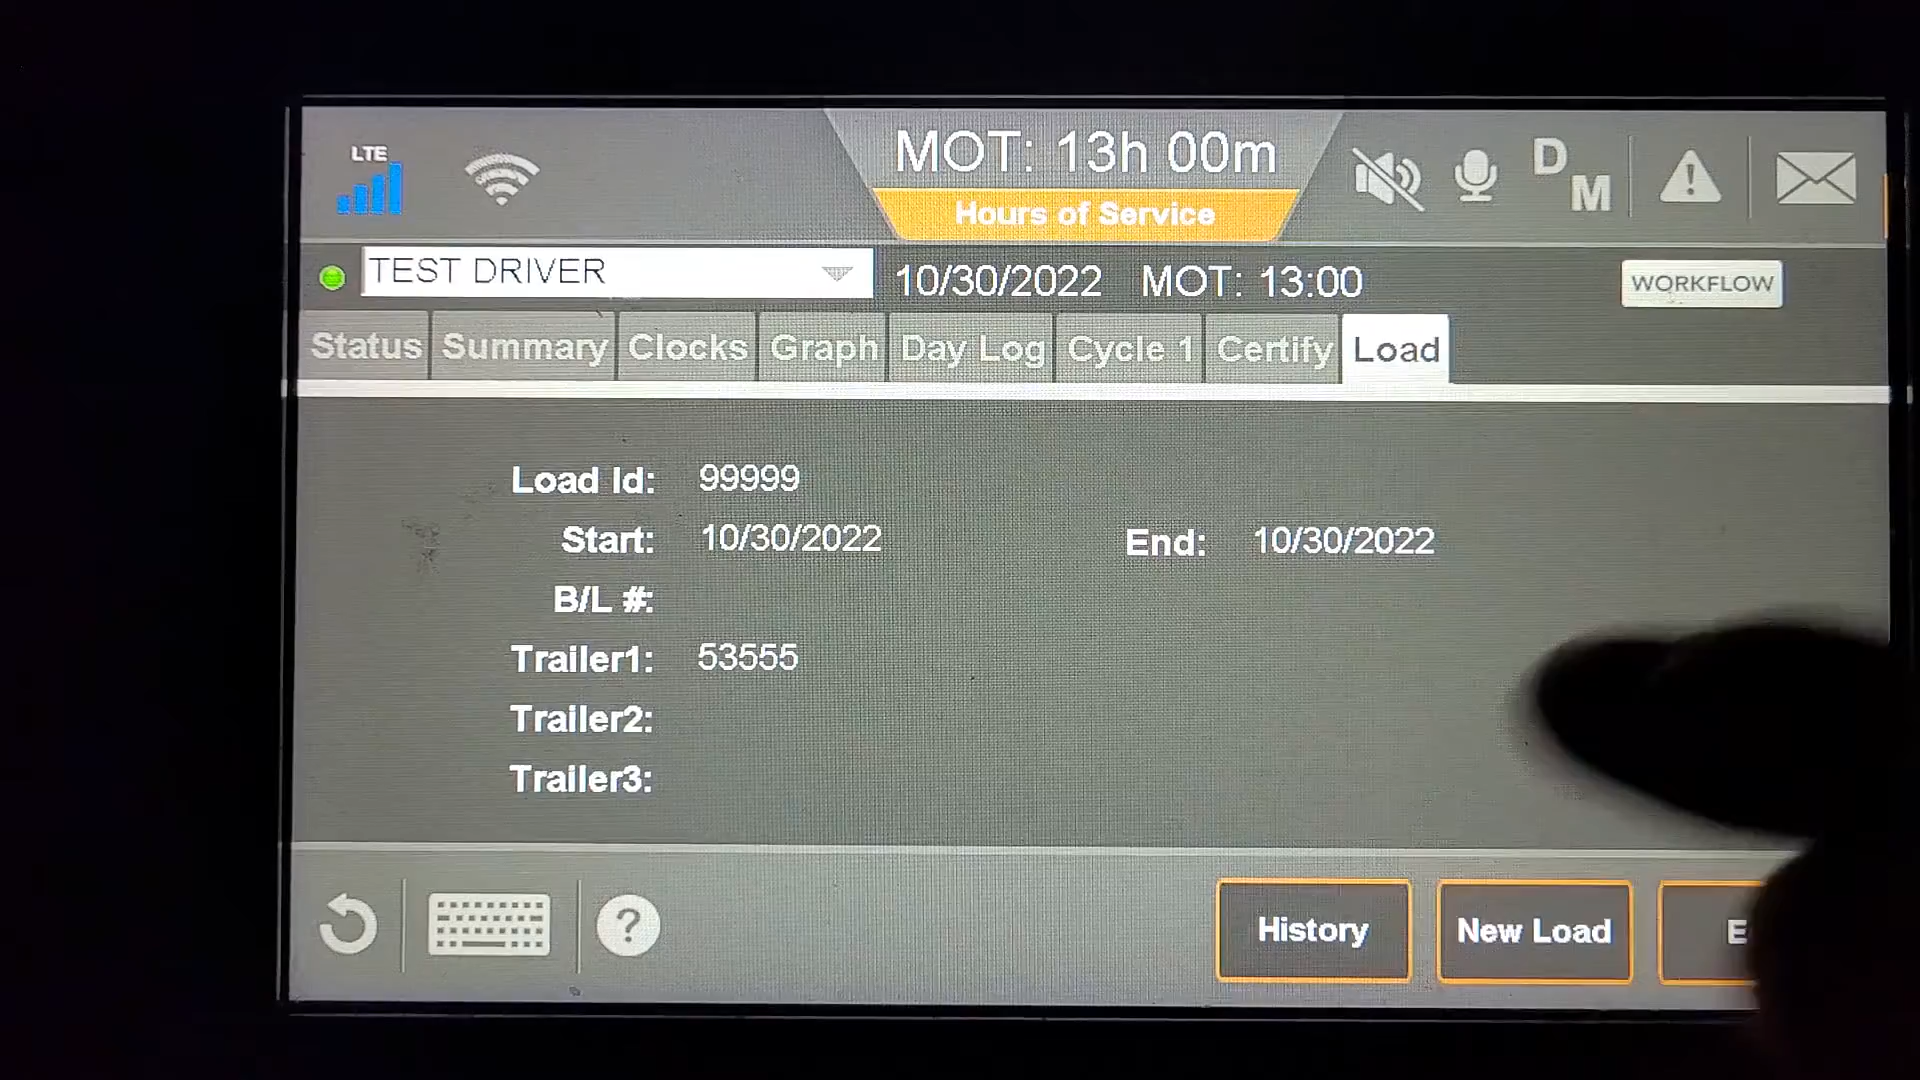 LTE
MOT: 13h 00m
Hours of Service
D
M
TEST DRIVER
10/30/2022 MOT: 13:00
WORKFLOW
Status Summary Clocks Graph Day Log Cycle 1 Certify Load
Load Id: 99999
Start: 10/30/2022 End: 10/30/2022
B/L #:
Trailer1: 53555
Trailer2:
Trailer3:
? History New Load